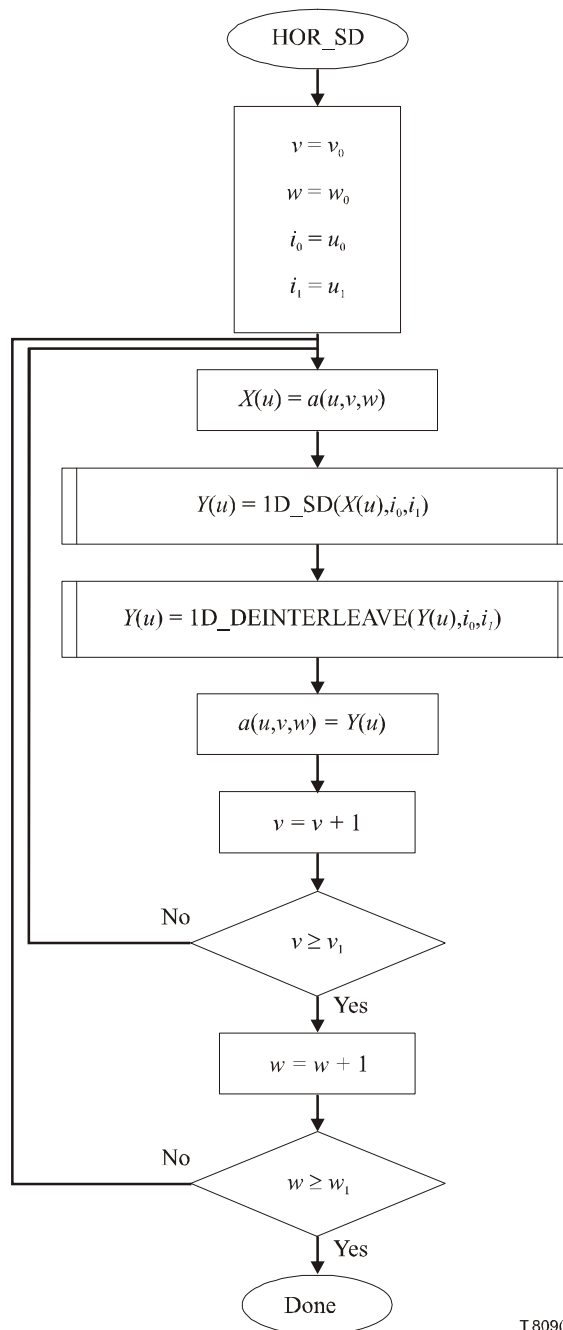 HOR_SD
v = v₀
w = w₀
i₀ = u₀
i₁ = u₁
X(u) = a(u,v,w)
Y(u) = 1D_SD(X(u),i₀,i₁)
Y(u) = 1D_DEINTERLEAVE(Y(u),i₀,i₁)
a(u,v,w) = Y(u)
v = v + 1
No
v ≥ v₁
Yes
w = w + 1
No
w ≥ w₁
Yes
Done